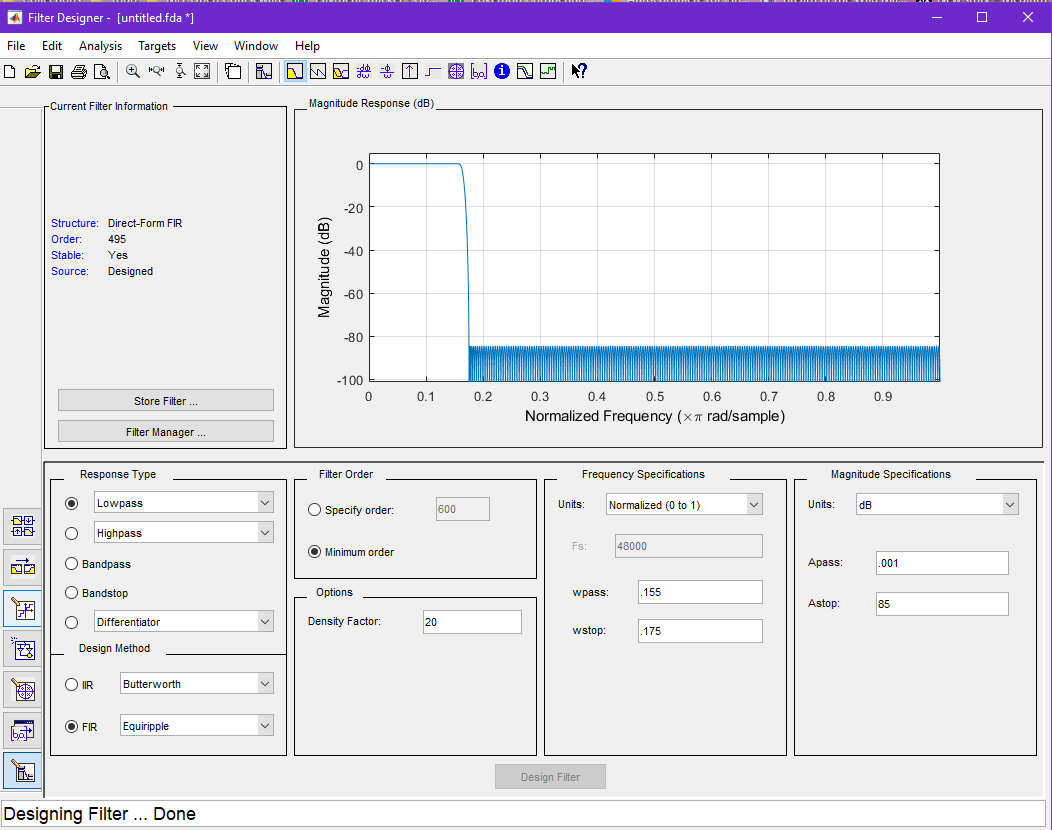 Filter Designer - [untitled.fda *]
File Edit Analysis Targets View Window Help
Current Filter Information
Structure: Direct-Form FIR
Order: 495
Stable: Yes
Source: Designed
Store Filter ...
Filter Manager ...
Magnitude Response (dB)
Magnitude (dB)
0
-20
-40
-60
-80
-100
0 0.1 0.2 0.3 0.4 0.5 0.6 0.7 0.8 0.9
Normalized Frequency (×π rad/sample)
Response Type
Lowpass
Highpass
Bandpass
Bandstop
Differentiator
Design Method
IIR Butterworth
FIR Equiripple
Filter Order
Specify order: 600
Minimum order
Options
Density Factor: 20
Frequency Specifications
Units: Normalized (0 to 1)
Fs: 48000
wpass: .155
wstop: .175
Magnitude Specifications
Units: dB
Apass: .001
Astop: 85
Design Filter
Designing Filter ... Done